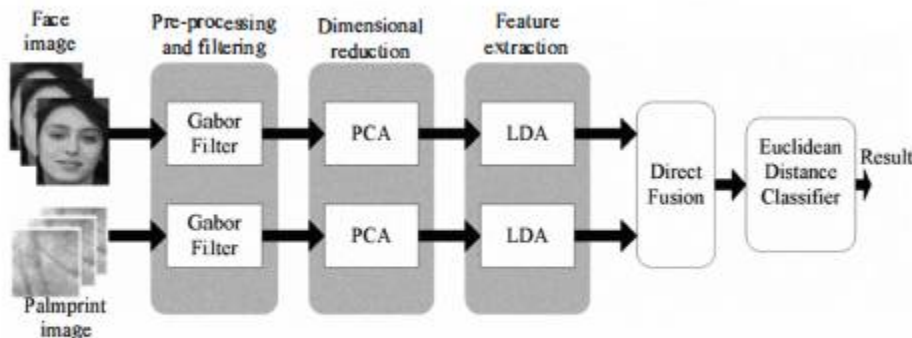 Face
image
Pre-processing
and filtering
Dimensional
reduction
Feature
extraction
Gabor
Filter
PCA
LDA
Gabor
Filter
PCA
LDA
Direct
Fusion
Euclidean
Distance
Classifier
Result
Palmprint
image